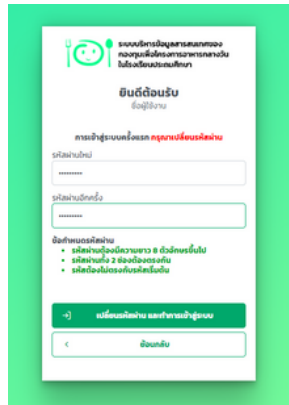 ระบบบริหารข้อมูลสารสนเทศของ
กองทุนเพื่อโครงการอาหารกลางวัน
ในโรงเรียนประถมศึกษา
ยินดีต้อนรับ
ชื่อผู้ใช้งาน
การเข้าสู่ระบบครั้งแรก กรุณาเปลี่ยนรหัสผ่าน
รหัสผ่านใหม่
รหัสผ่านอีกครั้ง
ข้อกำหนดรหัสผ่าน
รหัสผ่านต้องมีความยาว 8 ตัวอักษรขึ้นไป
รหัสผ่านทั้ง 2 ช่องต้องตรงกัน
รหัสต้องไม่ตรงกับรหัสเริ่มต้น
เปลี่ยนรหัสผ่าน และทำการเข้าสู่ระบบ
ย้อนกลับ